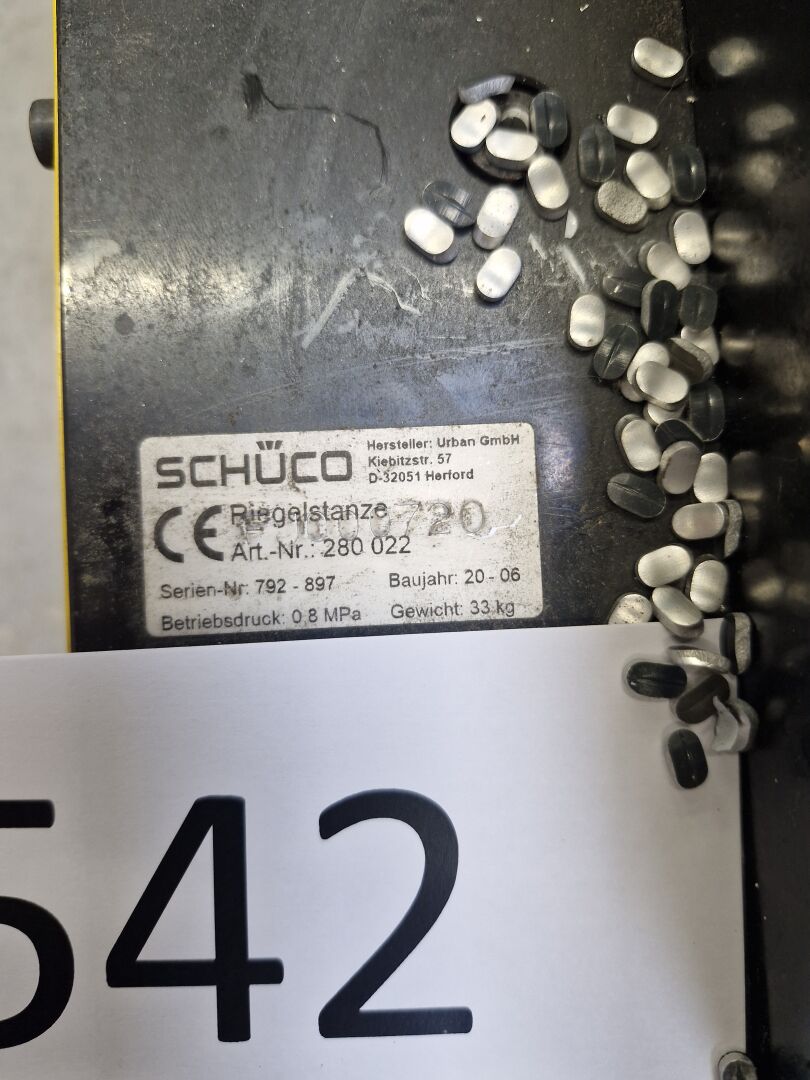 SCHÜCO
Hersteller: Urban GmbH
Kiebitzstr. 57
D-32051 Herford
CE
Riegelstanze
Art.-Nr.: 280 022
Serien-Nr: 792 - 897
Baujahr: 20 - 06
Betriebsdruck: 0,8 MPa
Gewicht: 33 kg
542